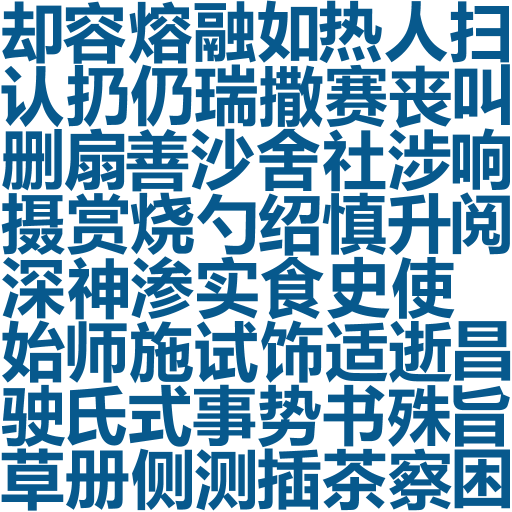 却容熔融如热人扫
认扔仍瑞撒赛丧叫
删扇善沙舍社涉响
摄赏烧勺绍慎升阅
深神渗实食史使
始师施试饰适逝昌
驶氏式事势书殊旨
草册侧测插茶察困